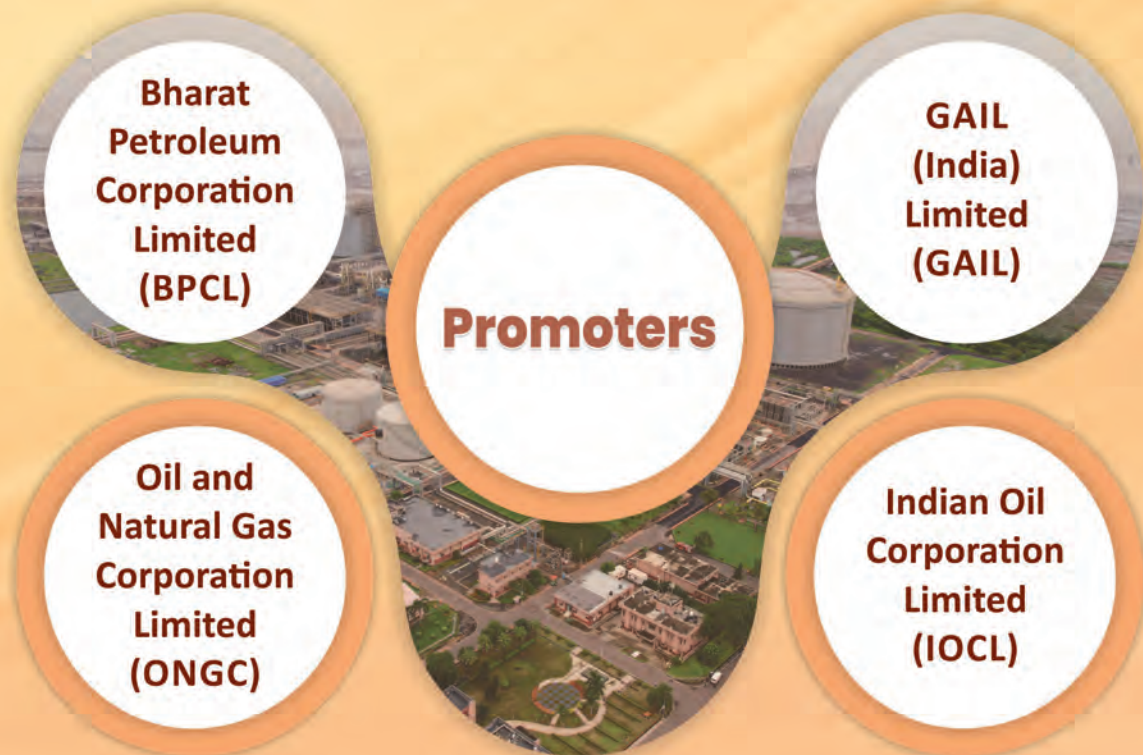 Bharat
Petroleum
Corporation
Limited
(BPCL)
GAIL
(India)
Limited
(GAIL)
Promoters
Oil and
Natural Gas
Corporation
Limited
(ONGC)
Indian Oil
Corporation
Limited
(IOCL)